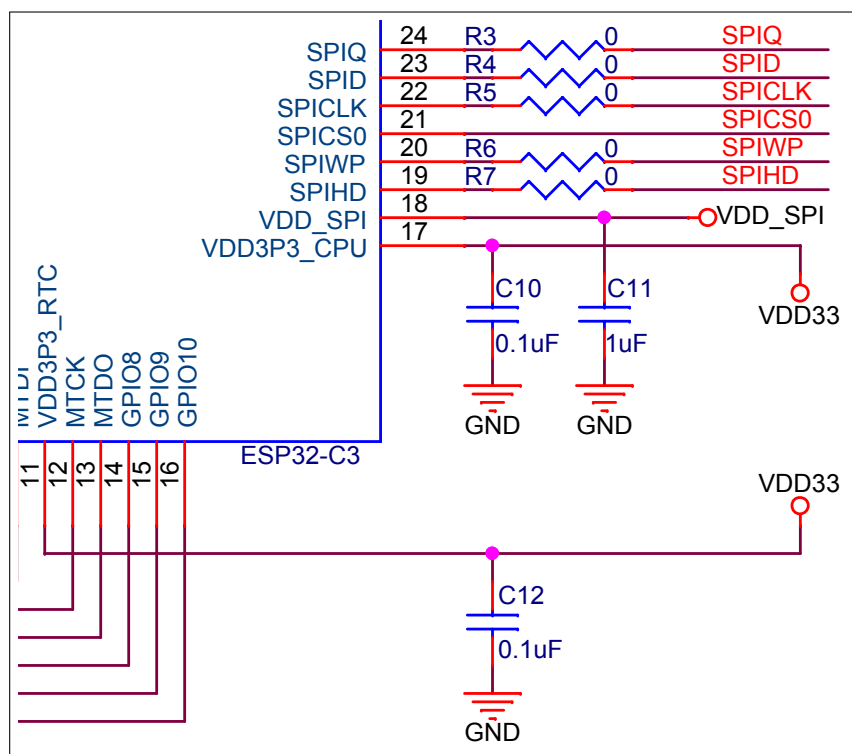 24 R3 0 SPIQ
SPIQ
23 R4 0 SPID
SPID
22 R5 0 SPICLK
SPICLK
21 SPICS0
SPICS0
20 R6 0 SPIWP
SPIWP
19 R7 0 SPIHD
SPIHD
18
VDD_SPI VDD_SPI
17
VDD3P3_CPU
C10 C11
0.1uF 1uF
VDD33
GND GND
MTDI
VDD3P3_RTC
MTCK
MTDO
GPIO8
GPIO9
GPIO10
ESP32-C3
11
12
13
14
15
16
VDD33
C12
0.1uF
GND